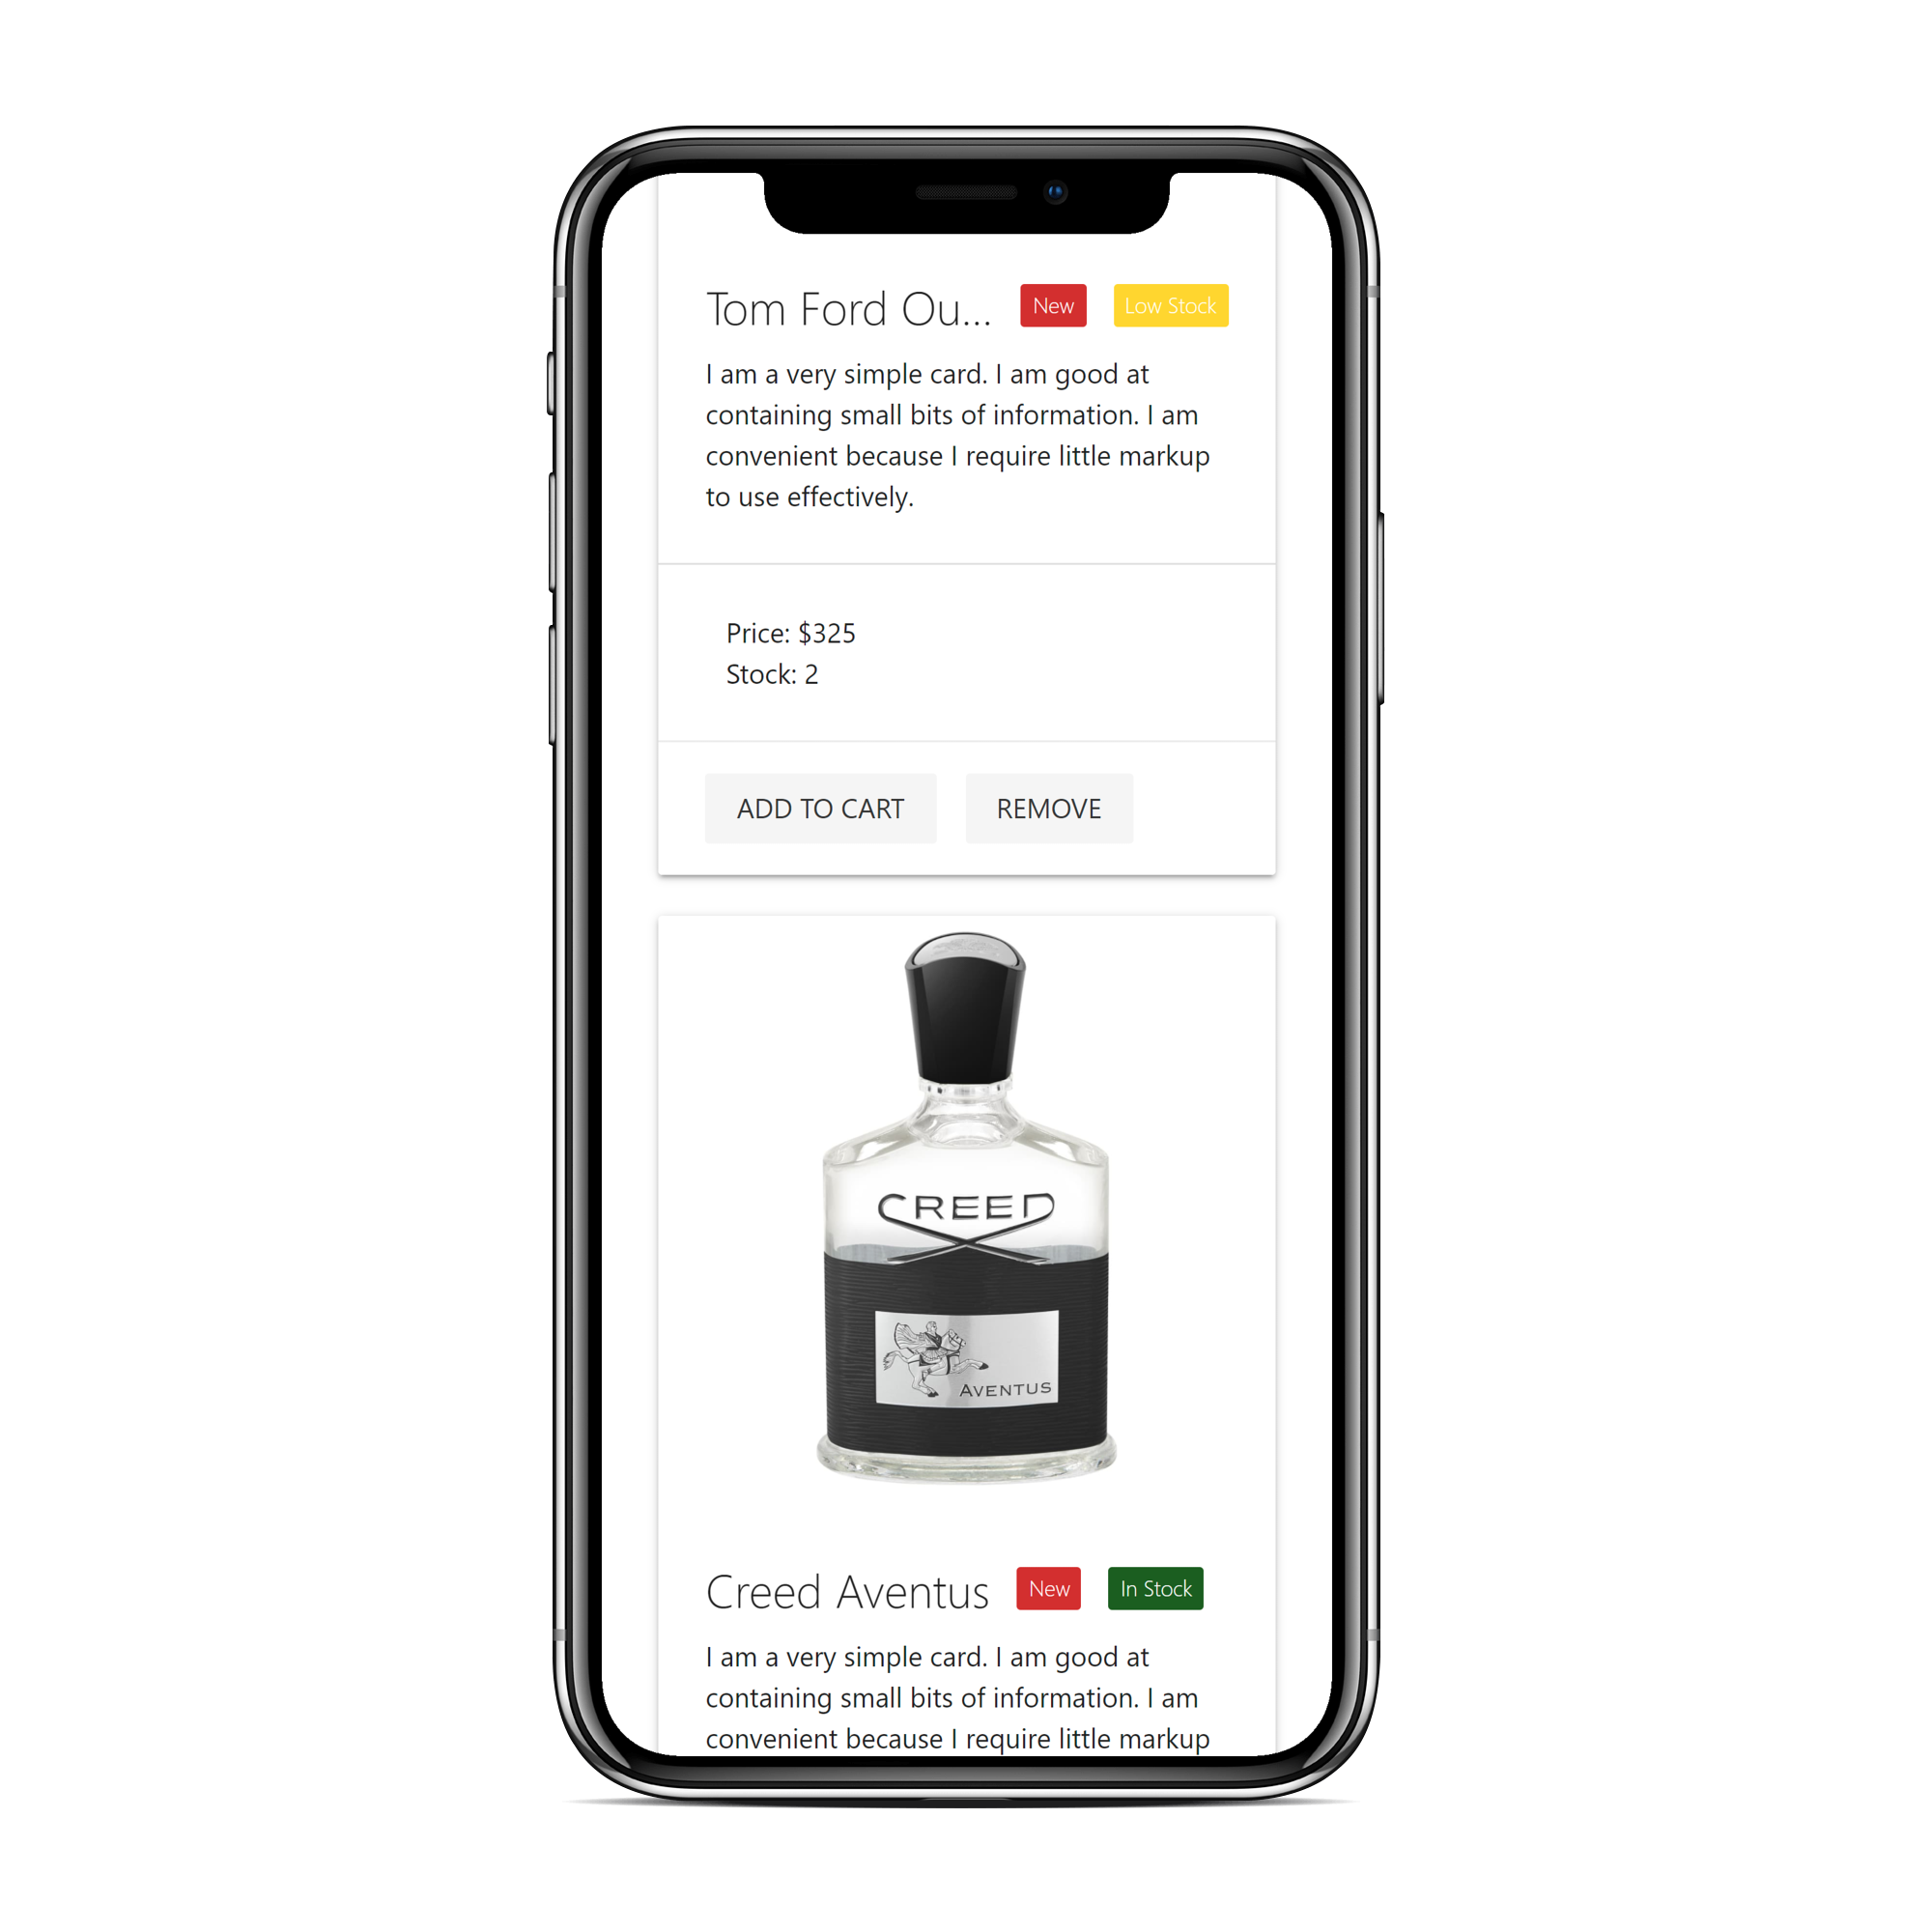 Tom Ford Ou... New Low Stock
I am a very simple card. I am good at
containing small bits of information. I am
convenient because I require little markup
to use effectively.
Price: $325
Stock: 2
ADD TO CART REMOVE
CREED
AVENTUS
Creed Aventus New In Stock
I am a very simple card. I am good at
containing small bits of information. I am
convenient because I require little markup